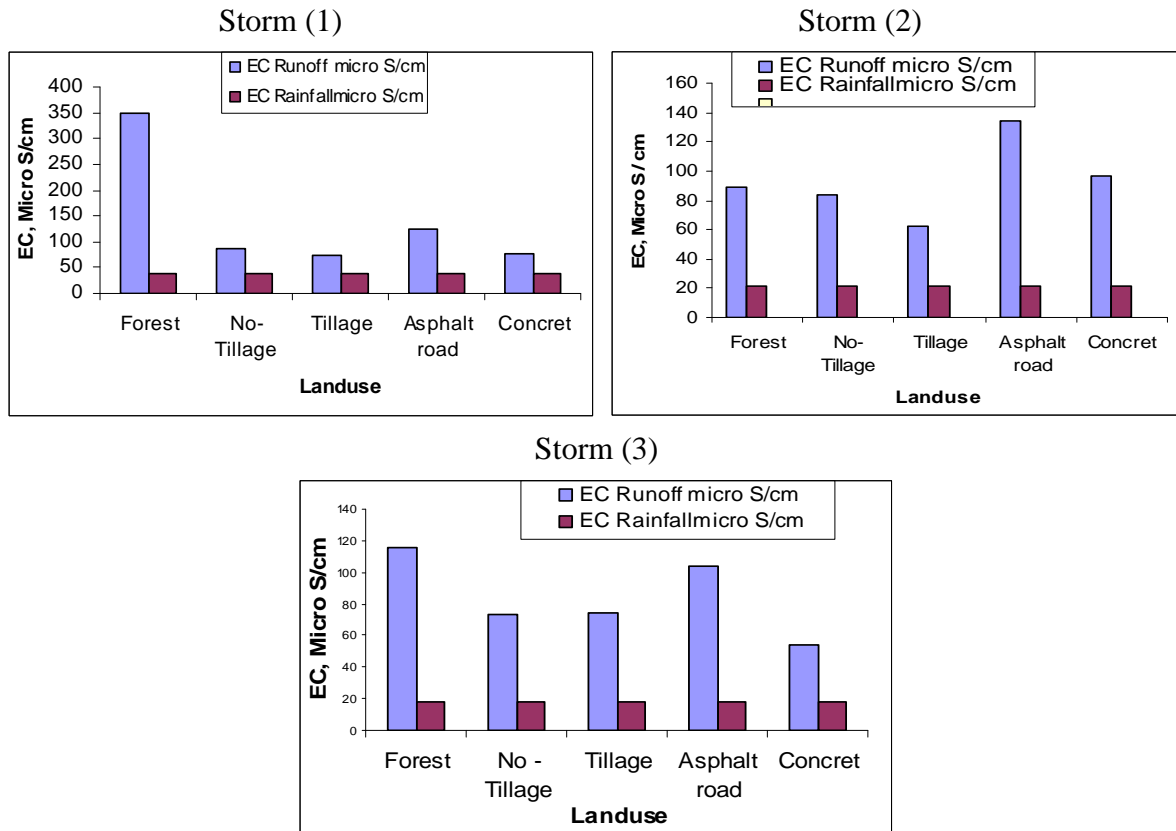 Storm (1)
EC Runoff micro S/cm
EC Rainfallmicro S/cm
EC, Micro S/cm
400
350
300
250
200
150
100
50
0
Forest
No-
Tillage
Tillage
Asphalt
road
Concret
Landuse
Storm (2)
EC Runoff micro S/cm
EC Rainfallmicro S/cm
EC, Micro S / cm
160
140
120
100
80
60
40
20
0
Forest
No-
Tillage
Tillage
Asphalt
road
Concret
Landuse
Storm (3)
EC Runoff micro S/cm
EC Rainfallmicro S/cm
EC, Micro S/cm
140
120
100
80
60
40
20
0
Forest
No -
Tillage
Tillage
Asphalt
road
Concret
Landuse